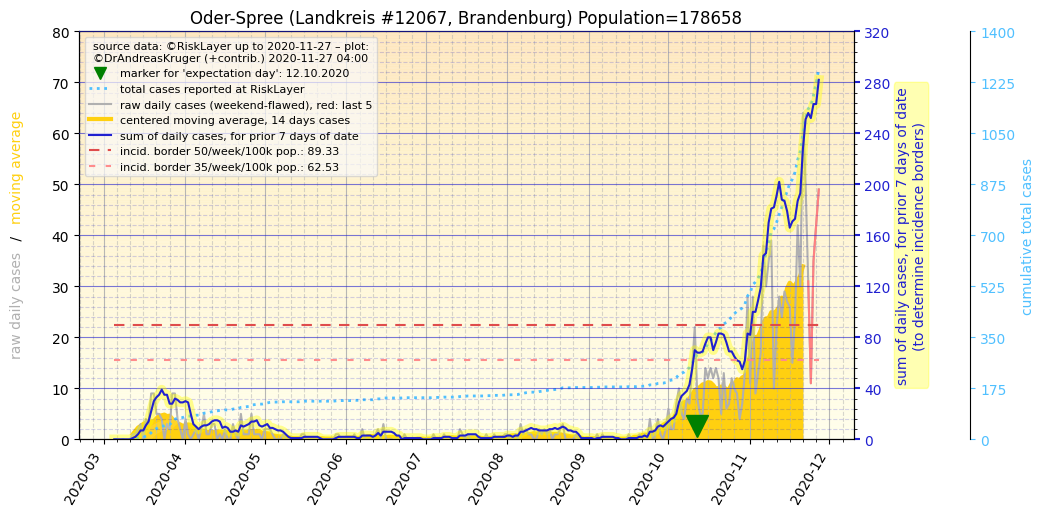 Oder-Spree (Landkreis #12067, Brandenburg) Population=178658
source data: ©RiskLayer up to 2020-11-27 – plot:
©DrAndreasKruger (+contrib.) 2020-11-27 04:00
marker for 'expectation day': 12.10.2020
total cases reported at RiskLayer
raw daily cases (weekend-flawed), red: last 5
centered moving average, 14 days cases
sum of daily cases, for prior 7 days of date
incid. border 50/week/100k pop.: 89.33
incid. border 35/week/100k pop.: 62.53
raw daily cases / moving average
80
70
60
50
40
30
20
10
0
2020-03
2020-04
2020-05
2020-06
2020-07
2020-08
2020-09
2020-10
2020-11
2020-12
320
280
240
200
160
120
80
40
0
sum of daily cases, for prior 7 days of date
(to determine incidence borders)
1400
1225
1050
875
700
525
350
175
0
cumulative total cases